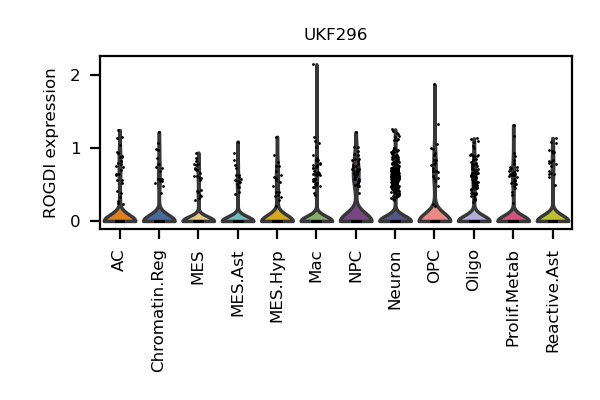 UKF296
ROGDI expression
2
1
0
AC
Chromatin.Reg
MES
MES.Ast
MES.Hyp
Mac
NPC
Neuron
OPC
Oligo
Prolif.Metab
Reactive.Ast